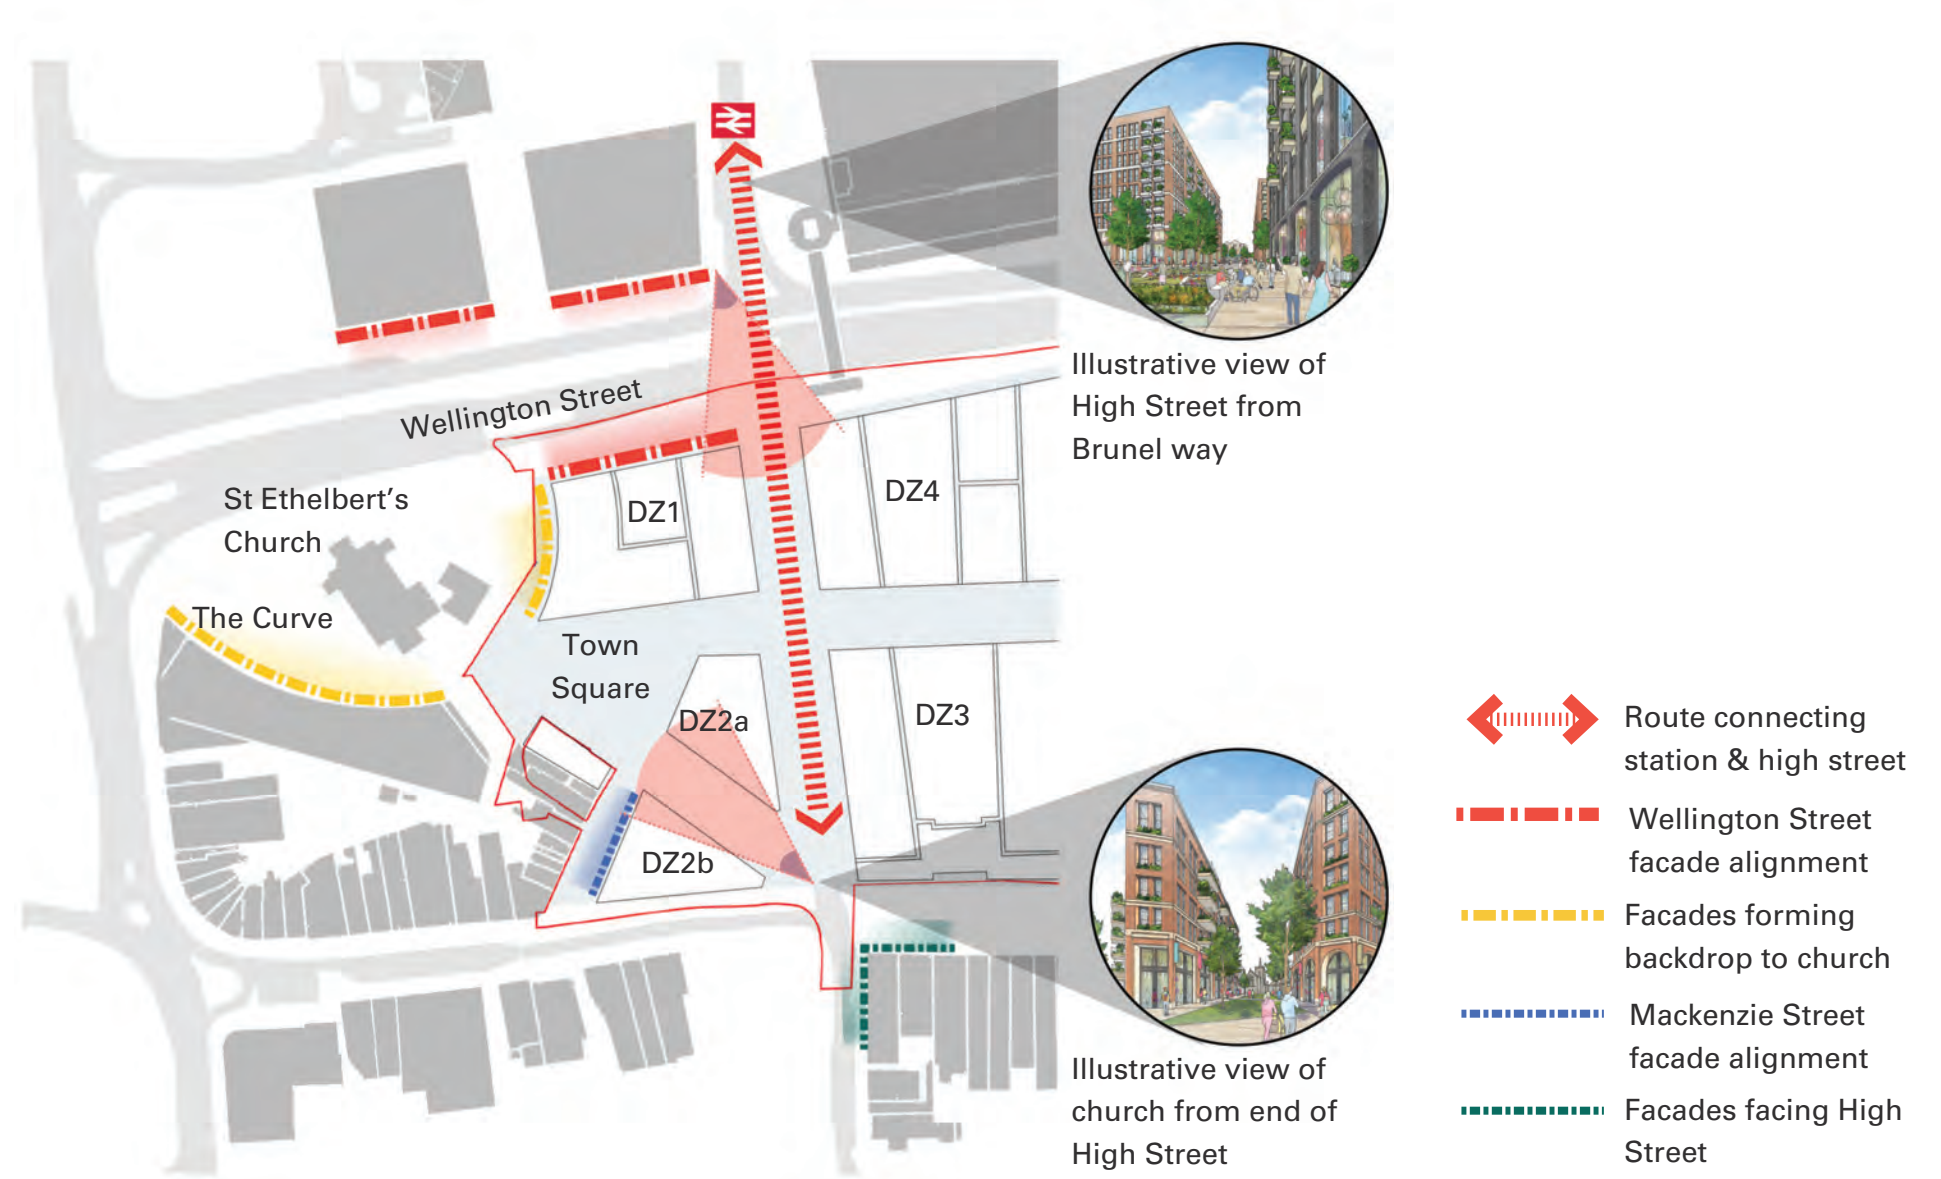 Illustrative view of
High Street from
Brunel way
Wellington Street
St Ethelbert's
Church
DZ1
DZ4
The Curve
Town
Square
DZ2a
DZ3
DZ2b
Illustrative view of
church from end of
High Street
Route connecting
station & high street
Wellington Street
facade alignment
Facades forming
backdrop to church
Mackenzie Street
facade alignment
Facades facing High
Street